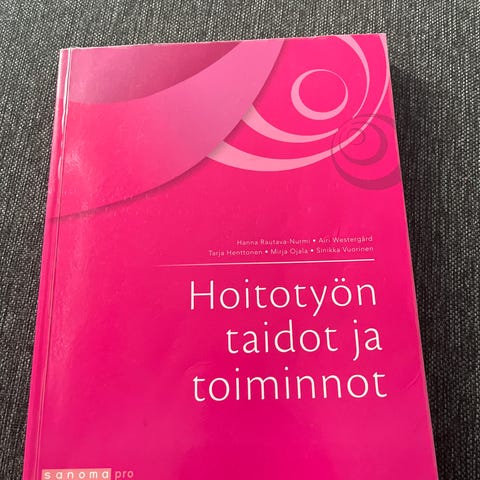 Hanna Rautava-Nurmi • Airi Westergård
Tarja Henttonen • Mirja Ojala • Sinikka Vuorinen
Hoitotyön
taidot ja
toiminnot
sanoma pro